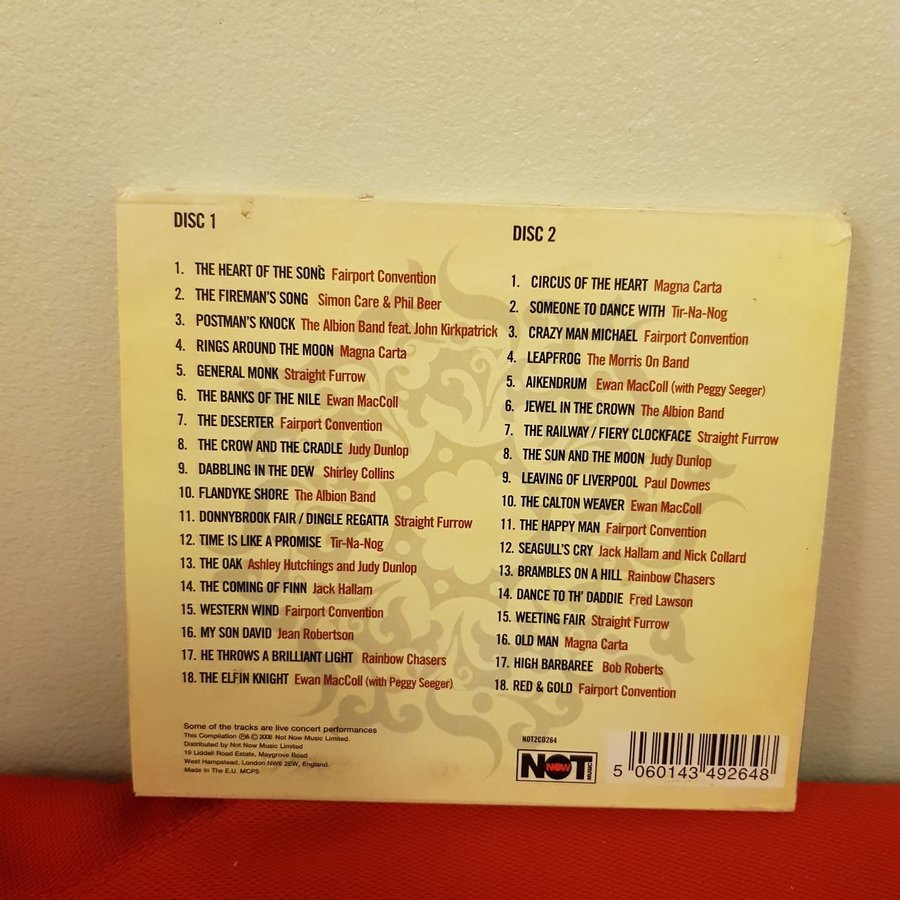 DISC 1
1. THE HEART OF THE SONG Fairport Convention
2. THE FIREMAN'S SONG Simon Care & Phil Beer
3. POSTMAN'S KNOCK The Albion Band feat. John Kirkpatrick
4. RINGS AROUND THE MOON Magna Carta
5. GENERAL MONK Straight Furrow
6. THE BANKS OF THE NILE Ewan MacColl
7. THE DESERTER Fairport Convention
8. THE CROW AND THE CRADLE Judy Dunlop
9. DABBLING IN THE DEW Shirley Collins
10. FLANDYKE SHORE The Albion Band
11. DONNYBROOK FAIR / DINGLE REGATTA Straight Furrow
12. TIME IS LIKE A PROMISE Tir-Na-Nog
13. THE OAK Ashley Hutchings and Judy Dunlop
14. THE COMING OF FINN Jack Hallam
15. WESTERN WIND Fairport Convention
16. MY SON DAVID Jean Robertson
17. HE THROWS A BRILLIANT LIGHT Rainbow Chasers
18. THE ELFIN KNIGHT Ewan MacColl (with Peggy Seeger)
Some of the tracks are live concert performances
This Compilation ℗&© 2006 Not Now Music Limited.
Distributed by Not Now Music Limited
19 Liddell Road Estate, Maygrove Road
West Hampstead, London NW6 2EW, England.
Made in The E.U. MCPS
DISC 2
1. CIRCUS OF THE HEART Magna Carta
2. SOMEONE TO DANCE WITH Tir-Na-Nog
3. CRAZY MAN MICHAEL Fairport Convention
4. LEAPFROG The Morris On Band
5. AIKENDRUM Ewan MacColl (with Peggy Seeger)
6. JEWEL IN THE CROWN The Albion Band
7. THE RAILWAY / FIERY CLOCKFACE Straight Furrow
8. THE SUN AND THE MOON Judy Dunlop
9. LEAVING OF LIVERPOOL Paul Downes
10. THE CALTON WEAVER Ewan MacColl
11. THE HAPPY MAN Fairport Convention
12. SEAGULL'S CRY Jack Hallam and Nick Collard
13. BRAMBLES ON A HILL Rainbow Chasers
14. DANCE TO TH' DADDIE Fred Lawson
15. WEETING FAIR Straight Furrow
16. OLD MAN Magna Carta
17. HIGH BARBAREE Bob Roberts
18. RED & GOLD Fairport Convention
NOT2CD264
NOT NOW MUSIC
5 060143 492648